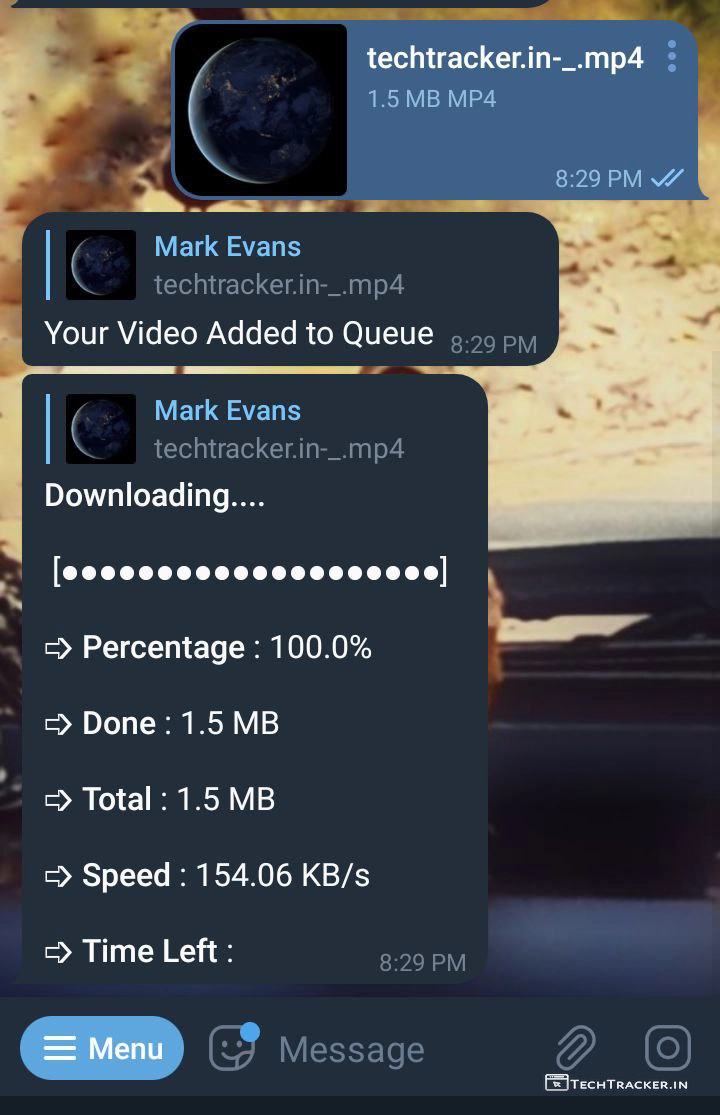 techtracker.in-_.mp4
1.5 MB MP4
8:29 PM
Mark Evans
techtracker.in-_.mp4
Your Video Added to Queue 8:29 PM
Mark Evans
techtracker.in-_.mp4
Downloading....
[●●●●●●●●●●●●●●●●●●●●]
➩ Percentage : 100.0%
➩ Done : 1.5 MB
➩ Total : 1.5 MB
➩ Speed : 154.06 KB/s
➩ Time Left :
8:29 PM
Menu Message
TECHTRACKER.IN